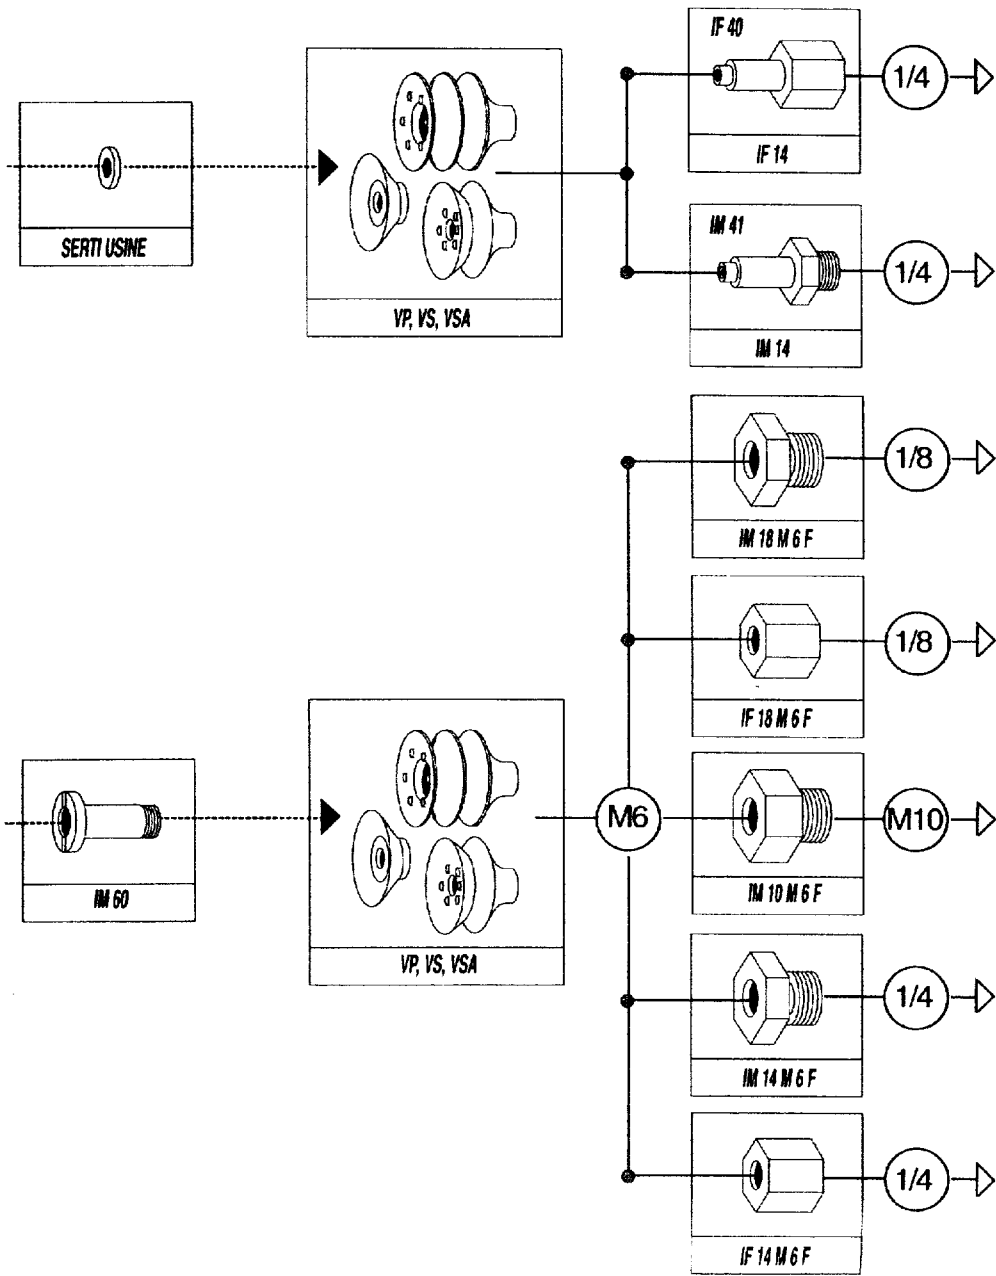 IF 40
1/4
IF 14
SERTI USINE
IM 41
1/4
VP, VS, VSA
IM 14
1/8
IM 18 M 6 F
1/8
IF 18 M 6 F
M6
M10
IM 60
IM 10 M 6 F
VP, VS, VSA
1/4
IM 14 M 6 F
1/4
IF 14 M 6 F